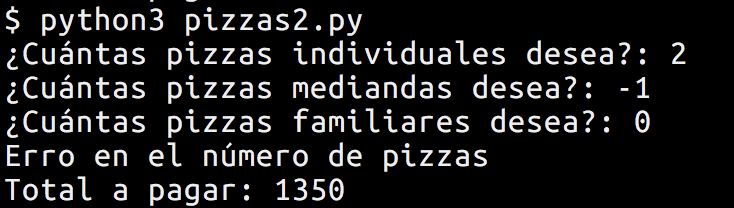 $ python3 pizzas2.py
¿Cuántas pizzas individuales desea?: 2
¿Cuántas pizzas mediandas desea?: -1
¿Cuántas pizzas familiares desea?: 0
Erro en el número de pizzas
Total a pagar: 1350